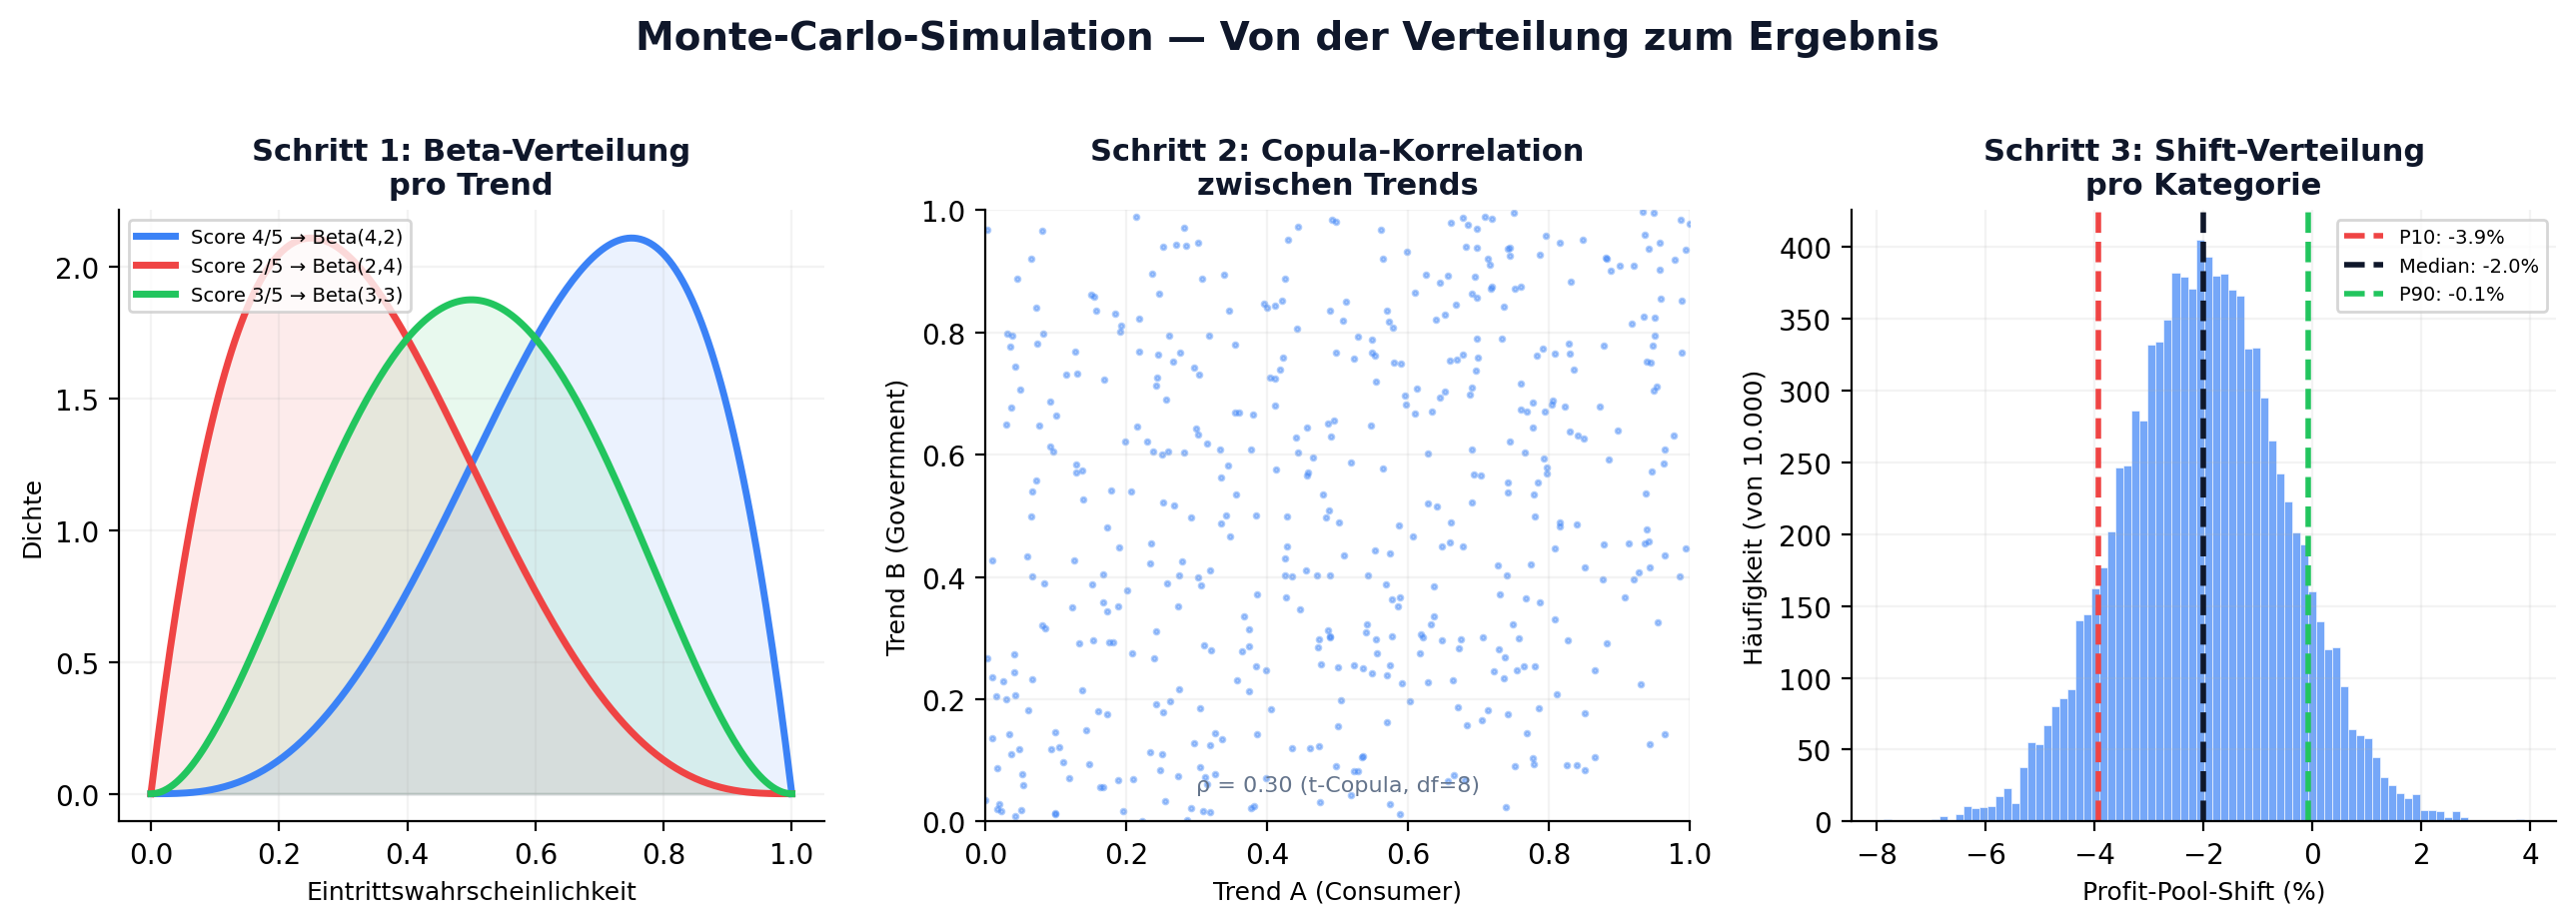 Monte-Carlo-Simulation — Von der Verteilung zum Ergebnis
Schritt 1: Beta-Verteilung
pro Trend
Score 4/5 → Beta(4,2)
Score 2/5 → Beta(2,4)
Score 3/5 → Beta(3,3)
Dichte
2.0
1.5
1.0
0.5
0.0
0.0 0.2 0.4 0.6 0.8 1.0
Eintrittswahrscheinlichkeit
Schritt 2: Copula-Korrelation
zwischen Trends
Trend B (Government)
1.0
0.8
0.6
0.4
0.2
0.0
ρ = 0.30 (t-Copula, df=8)
0.0 0.2 0.4 0.6 0.8 1.0
Trend A (Consumer)
Schritt 3: Shift-Verteilung
pro Kategorie
P10: -3.9%
Median: -2.0%
P90: -0.1%
Häufigkeit (von 10.000)
400
350
300
250
200
150
100
50
0
−8 −6 −4 −2 0 2 4
Profit-Pool-Shift (%)